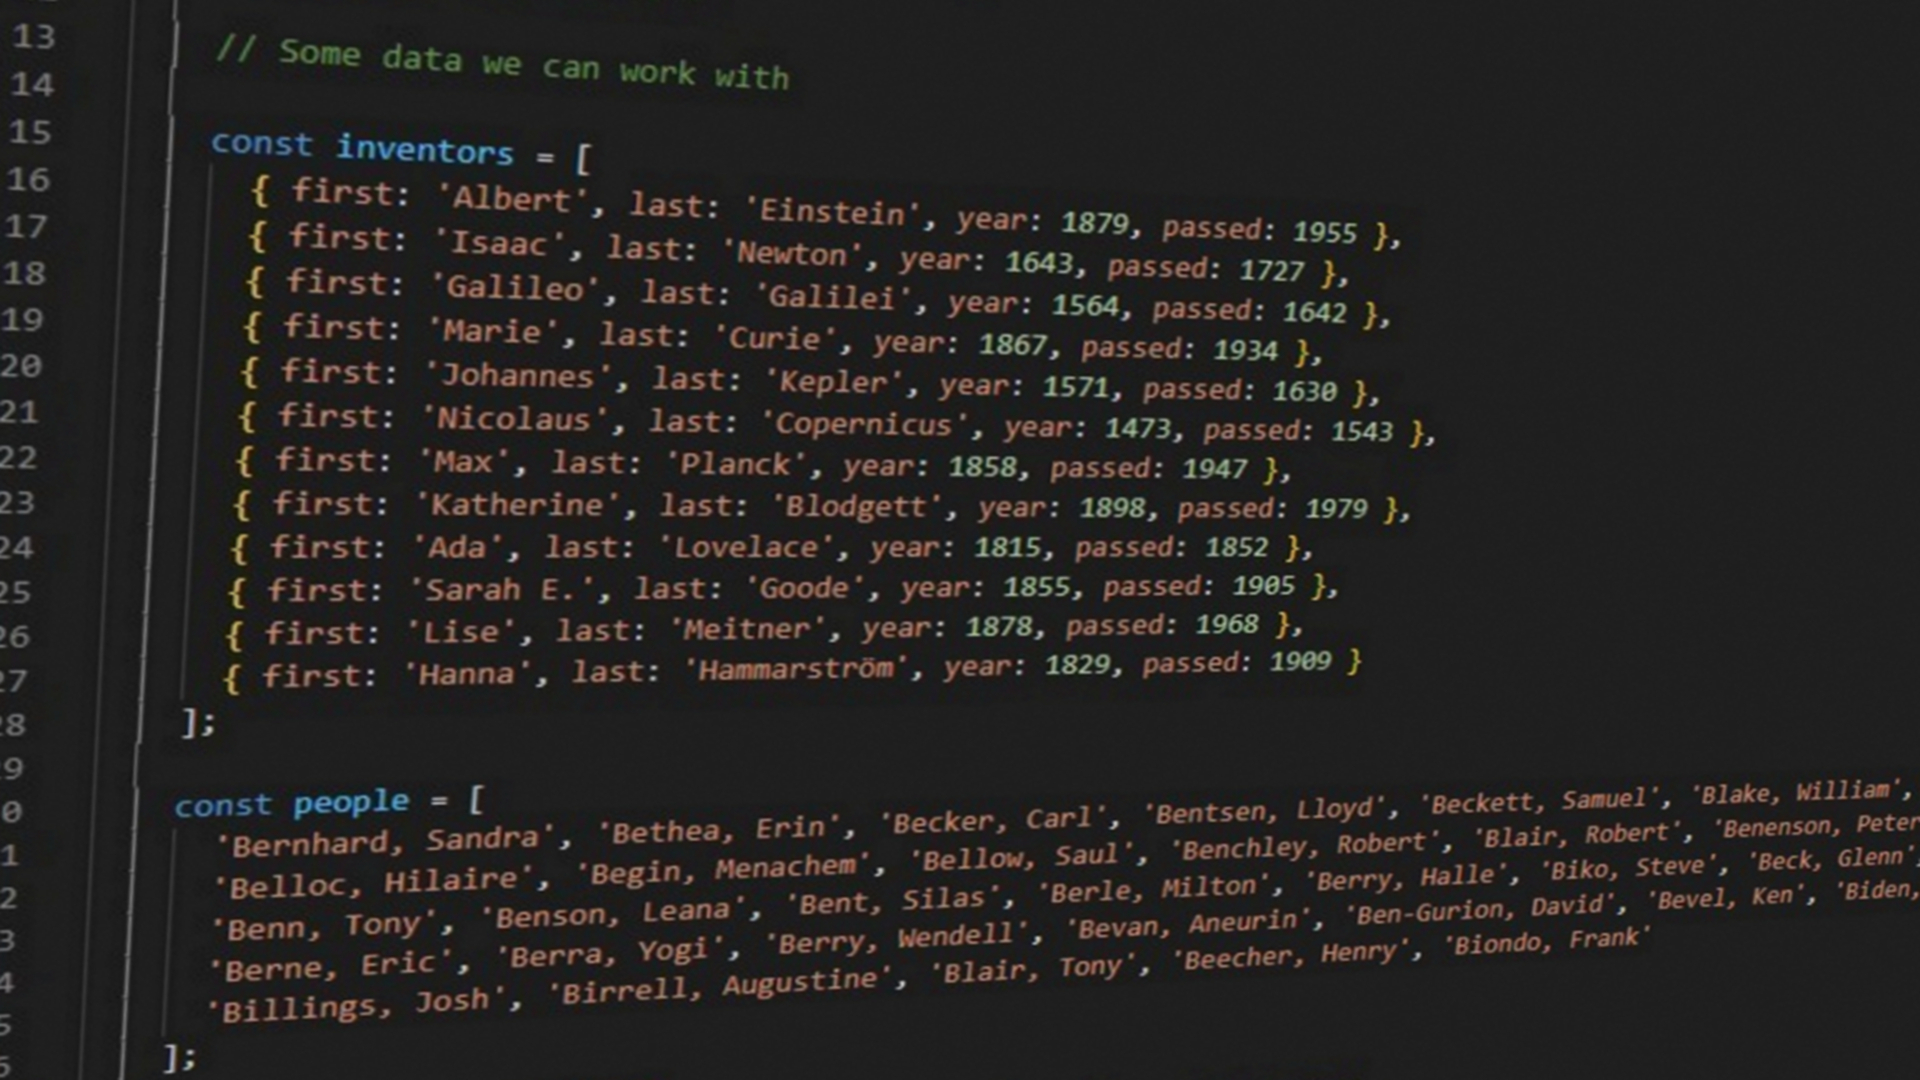 13
14
15
16
17
18
19
20
21
22
23
24
25
26
27
28
9
0
1
2
3
4
5
6
// Some data we can work with
const inventors = [
{ first: 'Albert', last: 'Einstein', year: 1879, passed: 1955 },
{ first: 'Isaac', last: 'Newton', year: 1643, passed: 1727 },
{ first: 'Galileo', last: 'Galilei', year: 1564, passed: 1642 },
{ first: 'Marie', last: 'Curie', year: 1867, passed: 1934 },
{ first: 'Johannes', last: 'Kepler', year: 1571, passed: 1630 },
{ first: 'Nicolaus', last: 'Copernicus', year: 1473, passed: 1543 },
{ first: 'Max', last: 'Planck', year: 1858, passed: 1947 },
{ first: 'Katherine', last: 'Blodgett', year: 1898, passed: 1979 },
{ first: 'Ada', last: 'Lovelace', year: 1815, passed: 1852 },
{ first: 'Sarah E.', last: 'Goode', year: 1855, passed: 1905 },
{ first: 'Lise', last: 'Meitner', year: 1878, passed: 1968 },
{ first: 'Hanna', last: 'Hammarström', year: 1829, passed: 1909 }
];
const people = [
'Bernhard, Sandra', 'Bethea, Erin', 'Becker, Carl', 'Bentsen, Lloyd', 'Beckett, Samuel', 'Blake, William',
'Belloc, Hilaire', 'Begin, Menachem', 'Bellow, Saul', 'Benchley, Robert', 'Blair, Robert', 'Benenson, Peter
'Benn, Tony', 'Benson, Leana', 'Bent, Silas', 'Berle, Milton', 'Berry, Halle', 'Biko, Steve', 'Beck, Glenn',
'Berne, Eric', 'Berra, Yogi', 'Berry, Wendell', 'Bevan, Aneurin', 'Ben-Gurion, David', 'Bevel, Ken', 'Biden,
'Billings, Josh', 'Birrell, Augustine', 'Blair, Tony', 'Beecher, Henry', 'Biondo, Frank'
];